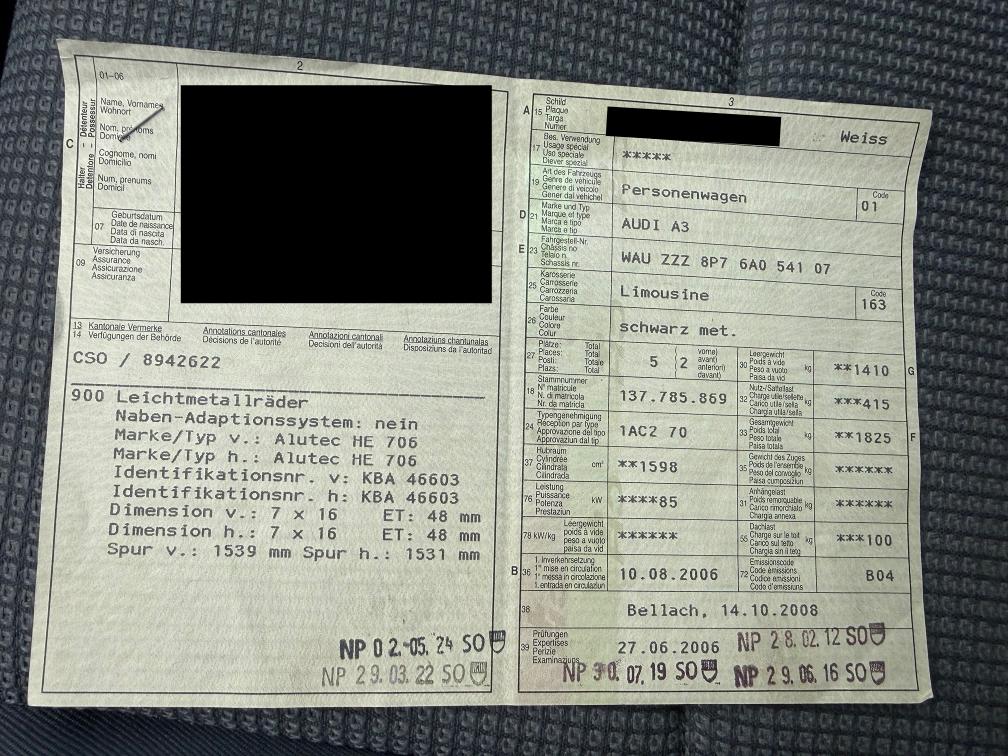 2
01-06
C
Halter – Détenteur
Detentore – Possessur
Name, Vornamen
Wohnort
Nom, prénoms
Domicile
Cognome, nomi
Domicilio
Num, prenums
Domicil
07
Geburtsdatum
Date de naissance
Data di nascita
Data da nasch.
09
Versicherung
Assurance
Assicurazione
Assicuranza
13 Kantonale Vermerke Annotations cantonales Annotazioni cantonali Annotaziuns chantunalas
14 Verfügungen der Behörde Décisions de l'autorité Decisioni dell'autorità Disposiziuns da l'autoritad
CSO / 8942622
900 Leichtmetallräder
Naben-Adaptionssystem: nein
Marke/Typ v.: Alutec HE 706
Marke/Typ h.: Alutec HE 706
Identifikationsnr. v: KBA 46603
Identifikationsnr. h: KBA 46603
Dimension v.: 7 x 16 ET: 48 mm
Dimension h.: 7 x 16 ET: 48 mm
Spur v.: 1539 mm Spur h.: 1531 mm
NP 02.-05. 24 SO
NP 29.03. 22 SO
3
A 15
Schild
Plaque
Targa
Numer
Weiss
17
Bes. Verwendung
Usage spécial
Uso speciale
Diever spezial
*****
19
Art des Fahrzeugs
Genre de véhicule
Genere di veicolo
Gener dal vehichel
Personenwagen
Code
01
D 21
Marke und Typ
Marque et type
Marca e tipo
Marca e tip
AUDI A3
E 23
Fahrgestell-Nr.
Châssis no
Telaio n.
Schassis nr.
WAU ZZZ 8P7 6A0 541 07
25
Karosserie
Carrosserie
Carrozzeria
Carossaria
Limousine
Code
163
26
Farbe
Couleur
Colore
Colur
schwarz met.
27
Plätze: Total
Places: Total
Posti: Totale
Plazs: Total
5 ( 2
vorne)
avant)
anteriori)
davant)
30
Leergewicht
Poids à vide
Peso a vuoto
Paisa da vid
kg
**1410
G
18
Stammnummer
N° matricule
N. di matricola
Nr. da matricla
137.785.869
32
Nutz-/Sattellast
Charge utile/sellette
Carico utile/sella
Chargia utila/sella
kg
***415
24
Typengenehmigung
Réception par type
Approvazione del tipo
Approvaziun dal tip
1AC2 70
33
Gesamtgewicht
Poids total
Peso totale
Paisa totala
kg
**1825
F
37
Hubraum
Cylindrée
Cilindrata
Cilindrada
cm³
**1598
35
Gewicht des Zuges
Poids de l'ensemble
Peso del convoglio
Paisa cumposiziun
kg
******
76
Leistung
Puissance
Potenza
Prestaziun
kW
****85
31
Anhängelast
Poids remorquable
Carico rimorchiato
Chargia annexa
kg
******
78 kW/kg
Leergewicht
poids à vide
peso a vuoto
paisa da vid
******
55
Dachlast
Charge sur le toit
Carico sul tetto
Chargia sin il tetg
kg
***100
B 36
1. Inverkehrsetzung
1re mise en circulation
1a messa in circolazione
1. entrada en circulaziun
10.08.2006
72
Emissionscode
Code émissions
Codice emissioni
Code d'emissiuns
B04
38
Bellach, 14.10.2008
39
Prüfungen
Expertises
Perizie
Examinaziuns
27.06.2006
NP 28.02.12 SO
NP 30.07.19 SO
NP 29.06.16 SO